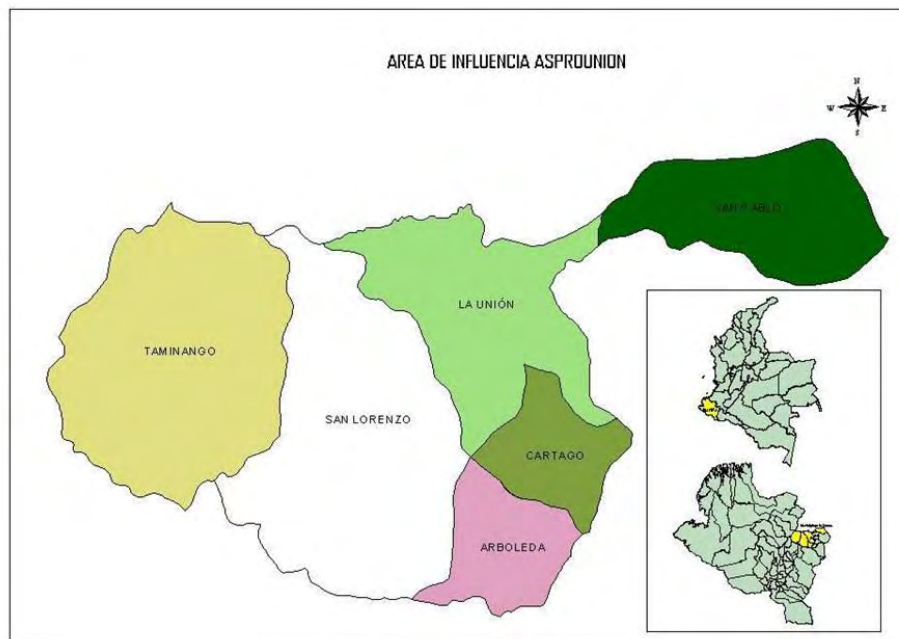 AREA DE INFLUENCIA ASPROUNION
N
W E
S
SAN PABLO
LA UNIÓN
TAMINANGO
SAN LORENZO
CARTAGO
ARBOLEDA